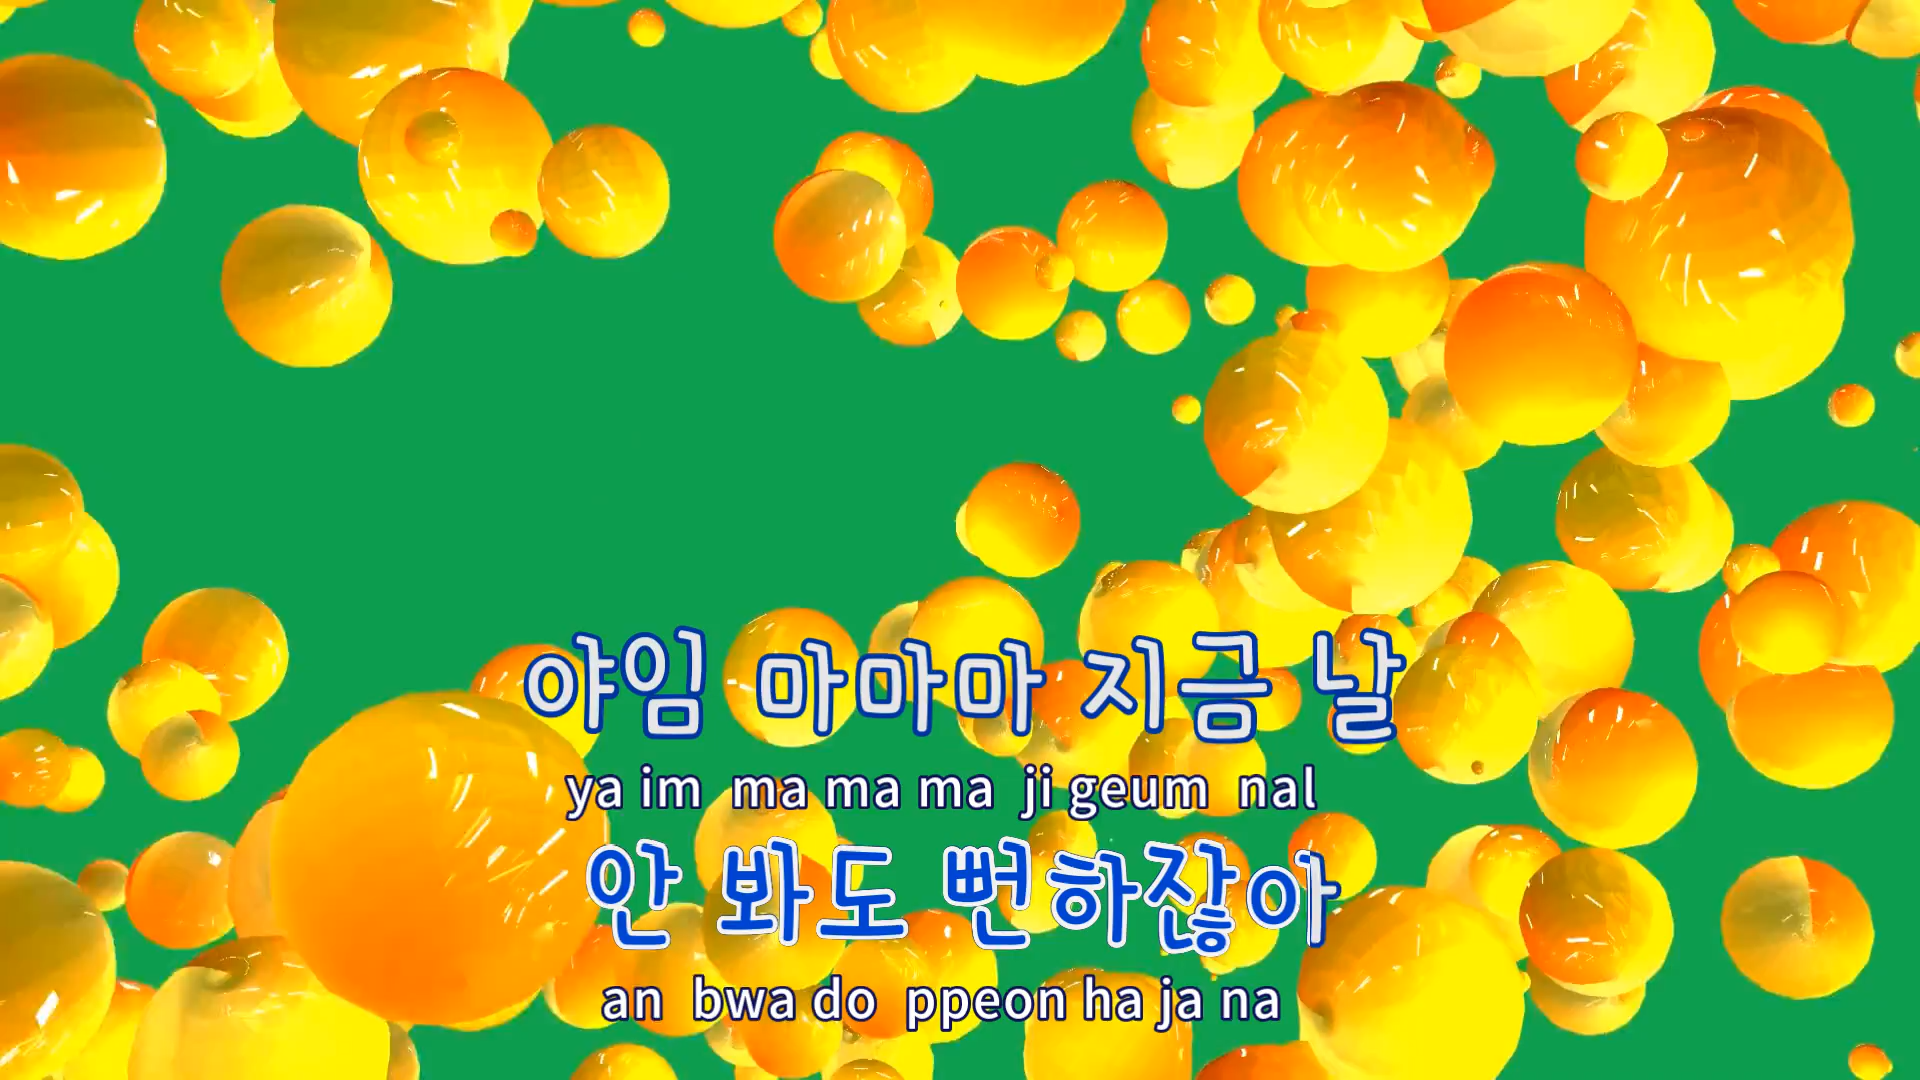 야임 마마마 지금 날
ya im ma ma ma ji geum nal
안 봐도 뻔하잖아
an bwa do ppeon ha ja na